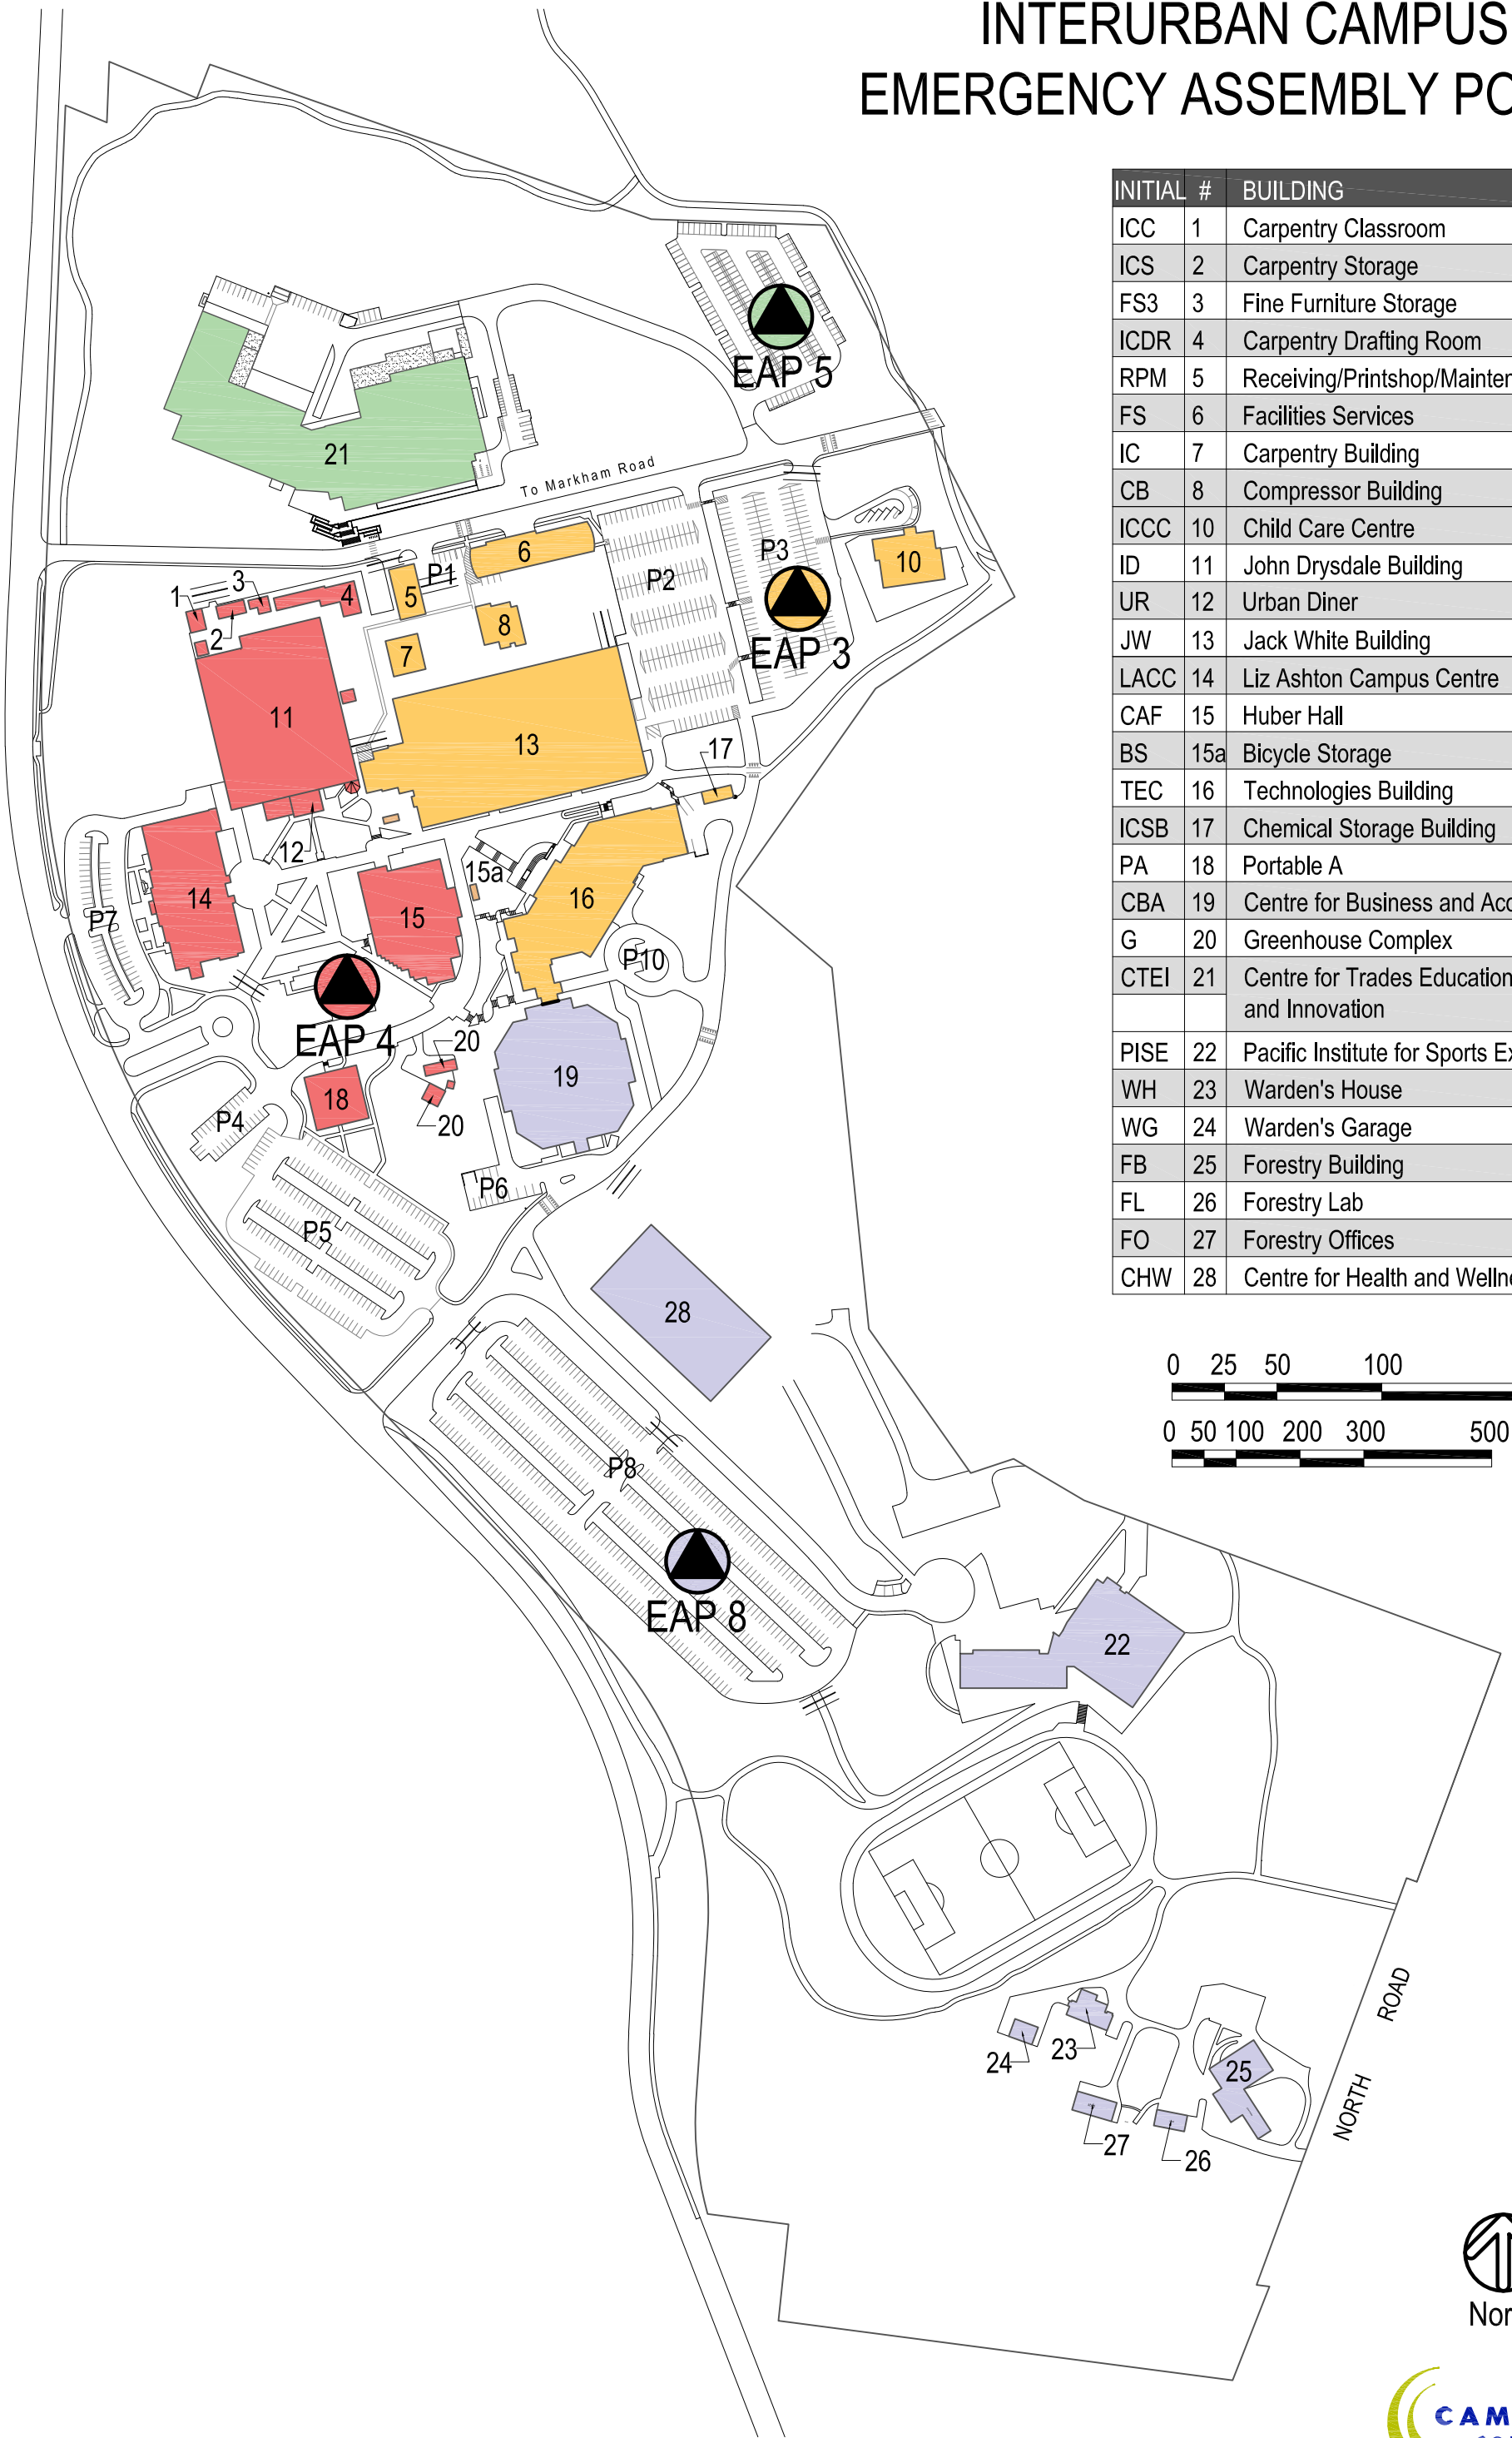 INTERURBAN CAMPUS
EMERGENCY ASSEMBLY
INITIAL # BUILDING
ICC 1 Carpentry Classroom
ICS 2 Carpentry Storage
FS3 3 Fine Furniture Storage
ICDR 4 Carpentry Drafting Room
RPM 5 Receiving/Printshop/Mainten
FS 6 Facilities Services
IC 7 Carpentry Building
CB 8 Compressor Building
ICCC 10 Child Care Centre
ID 11 John Drysdale Building
UR 12 Urban Diner
JW 13 Jack White Building
LACC 14 Liz Ashton Campus Centre
CAF 15 Huber Hall
BS 15a Bicycle Storage
TEC 16 Technologies Building
ICSB 17 Chemical Storage Building
PA 18 Portable A
CBA 19 Centre for Business and Acc
G 20 Greenhouse Complex
CTEI 21 Centre for Trades Education
and Innovation
PISE 22 Pacific Institute for Sports Ex
WH 23 Warden's House
WG 24 Warden's Garage
FB 25 Forestry Building
FL 26 Forestry Lab
FO 27 Forestry Offices
CHW 28 Centre for Health and Wellne
0 25 50 100
0 50 100 200 300 500
EAP 5
21
To Markham Road
6
P1
P2
P3
10
1
3
4
5
2
8
7
EAP 3
11
13
17
12
15a
14
15
16
P7
P10
EAP 4
20
19
18
20
P4
P6
P5
28
P8
EAP 8
22
ROAD
NORTH
24
23
25
27
26
Nor
CAM